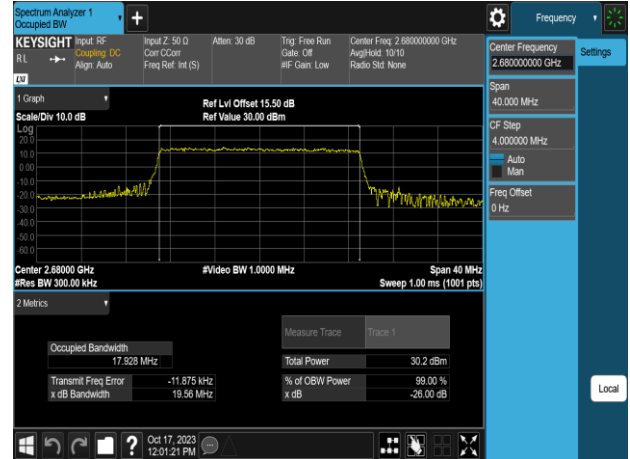 Spectrum Analyzer 1
Occupied BW
+
Frequency
KEYSIGHT
RL
LXI
Input: RF
Coupling: DC
Align: Auto
Input Z: 50 Ω
Corr CCorr
Freq Ref: Int (S)
Atten: 30 dB
Trig: Free Run
Gate: Off
#IF Gain: Low
Center Freq: 2.680000000 GHz
Avg|Hold: 10/10
Radio Std: None
Center Frequency
2.680000000 GHz
Settings
Span
40.000 MHz
CF Step
4.000000 MHz
Auto
Man
Freq Offset
0 Hz
Local
1 Graph
Scale/Div 10.0 dB
Ref Lvl Offset 15.50 dB
Ref Value 30.00 dBm
Log
20.0
10.0
0.00
-10.0
-20.0
-30.0
-40.0
-50.0
-60.0
Center 2.68000 GHz
#Res BW 300.00 kHz
#Video BW 1.0000 MHz
Span 40 MHz
Sweep 1.00 ms (1001 pts)
2 Metrics
Measure Trace
Trace 1
Occupied Bandwidth
17.928 MHz
Total Power
30.2 dBm
Transmit Freq Error
-11.875 kHz
% of OBW Power
99.00 %
x dB Bandwidth
19.56 MHz
x dB
-26.00 dB
?
Oct 17, 2023
12:01:21 PM